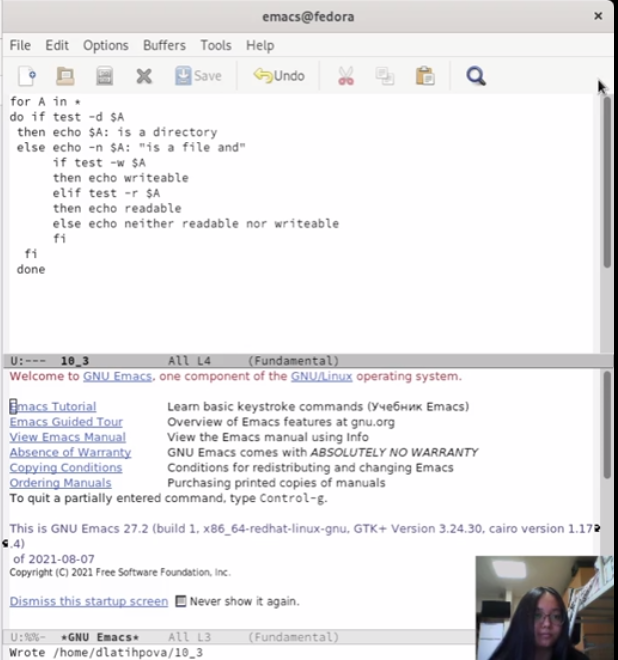 emacs@fedora ×
File Edit Options Buffers Tools Help
Save Undo
for A in *
do if test -d $A
 then echo $A: is a directory
 else echo -n $A: "is a file and"
      if test -w $A
      then echo writeable
      elif test -r $A
      then echo readable
      else echo neither readable nor writeable
      fi
  fi
 done
U:--- 10_3 All L4 (Fundamental)
Welcome to GNU Emacs, one component of the GNU/Linux operating system.
Emacs Tutorial Learn basic keystroke commands (Учебник Emacs)
Emacs Guided Tour Overview of Emacs features at gnu.org
View Emacs Manual View the Emacs manual using Info
Absence of Warranty GNU Emacs comes with ABSOLUTELY NO WARRANTY
Copying Conditions Conditions for redistributing and changing Emacs
Ordering Manuals Purchasing printed copies of manuals
To quit a partially entered command, type Control-g.
This is GNU Emacs 27.2 (build 1, x86_64-redhat-linux-gnu, GTK+ Version 3.24.30, cairo version 1.17
.4)
 of 2021-08-07
Copyright (C) 2021 Free Software Foundation, Inc.
Dismiss this startup screen Never show it again.
U:%%- *GNU Emacs* All L3 (Fundamental)
Wrote /home/dlatihpova/10_3